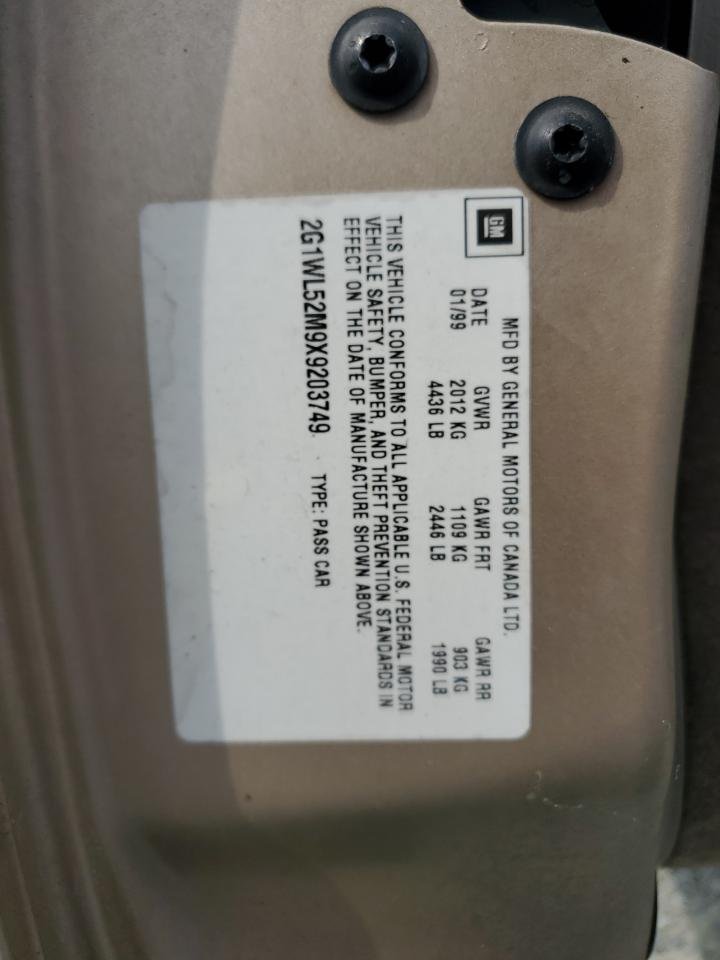 GM
MFD BY GENERAL MOTORS OF CANADA LTD.
DATE GVWR GAWR FRT GAWR RR
01/99 2012 KG 1109 KG 903 KG
4436 LB 2446 LB 1990 LB
THIS VEHICLE CONFORMS TO ALL APPLICABLE U.S. FEDERAL MOTOR
VEHICLE SAFETY, BUMPER, AND THEFT PREVENTION STANDARDS IN
EFFECT ON THE DATE OF MANUFACTURE SHOWN ABOVE.
2G1WL52M9X9203749 TYPE: PASS CAR